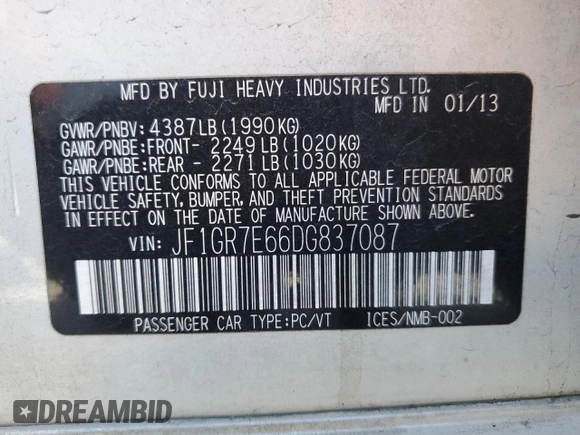 MFD BY FUJI HEAVY INDUSTRIES LTD.
MFD IN 01/13
GVWR/PNBV: 4387LB(1990KG)
GAWR/PNBE:FRONT- 2249LB(1020KG)
GAWR/PNBE:REAR - 2271LB(1030KG)
THIS VEHICLE CONFORMS TO ALL APPLICABLE FEDERAL MOTOR
VEHICLE SAFETY, BUMPER, AND THEFT PREVENTION STANDARDS
IN EFFECT ON THE DATE OF MANUFACTURE SHOWN ABOVE.
VIN: JF1GR7E66DG837087
PASSENGER CAR TYPE:PC/VT ICES/NMB-002
DREAMBID